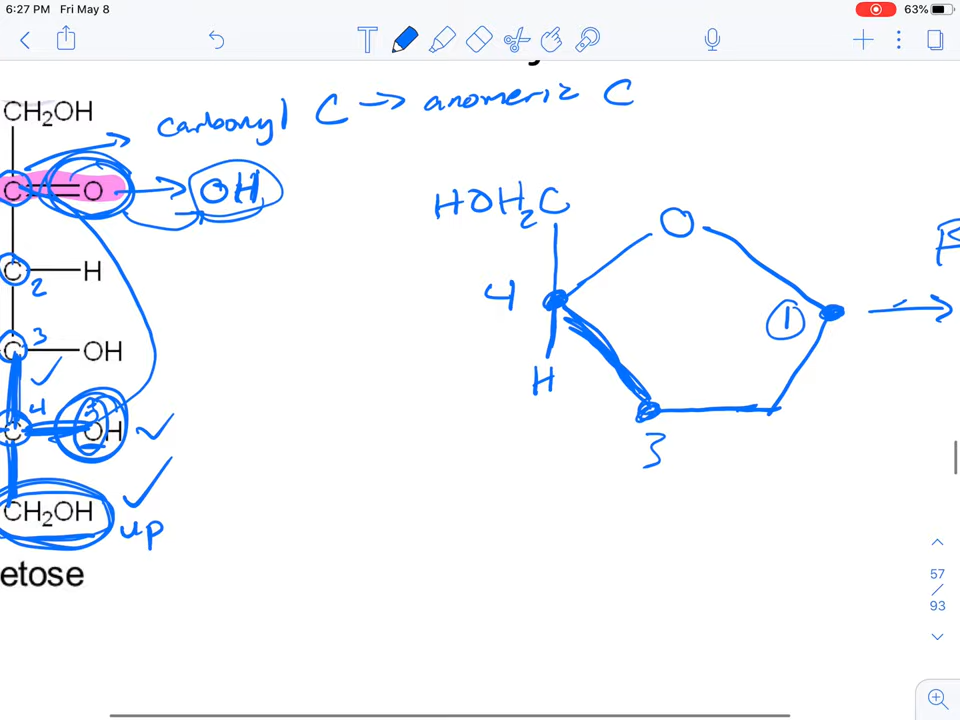 6:27 PM Fri May 8
63%
T
carbonyl C → anomeric C
CH₂OH
C=O → OH
C—H
2
3
C—OH
4
5
C—OH
CH₂OH
up
etose
HOH₂C
O
4
①
H
3
57
/
93